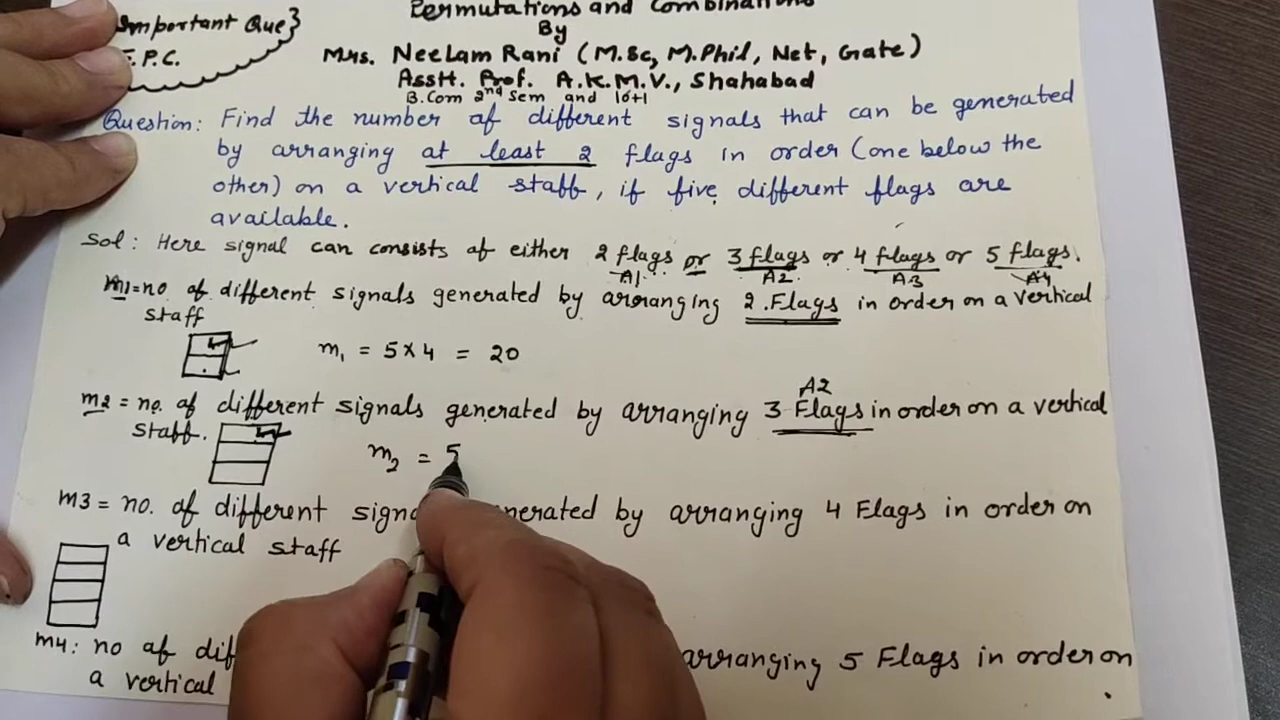 Permutations and Combinations
Important Que
F.P.C.
By
Mrs. Neelam Rani (M.Sc, M.Phil, Net, Gate)
Asstt. Prof. A.K.M.V., Shahabad
B.Com 2nd Sem and 10+1
Question: Find the number of different signals that can be generated
by arranging at least 2 flags in order (one below the
other) on a vertical staff, if five different flags are
available.
Sol: Here signal can consists of either 2 flags or 3 flags or 4 flags or 5 flags.
A1 A2 A3 A4
m1=no of different signals generated by arranging 2 Flags in order on a vertical
staff
m1 = 5×4 = 20
A2
m2 = no. of different signals generated by arranging 3 Flags in order on a vertical
staff.
m2 = 5
m3 = no. of different generated by arranging 4 Flags in order on
a vertical staff
m4: no of arranging 5 Flags in order on
a vertical